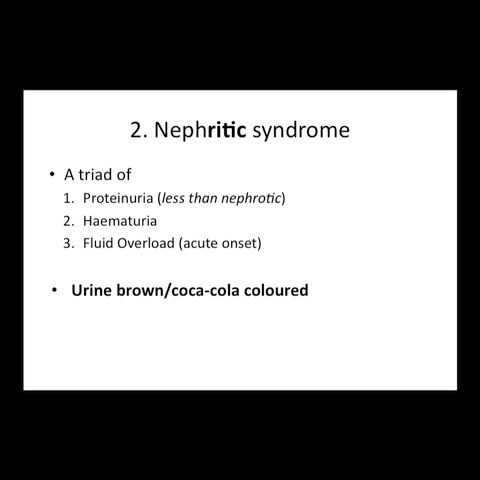 2. Nephritic syndrome
• A triad of
1. Proteinuria (less than nephrotic)
2. Haematuria
3. Fluid Overload (acute onset)
• Urine brown/coca-cola coloured